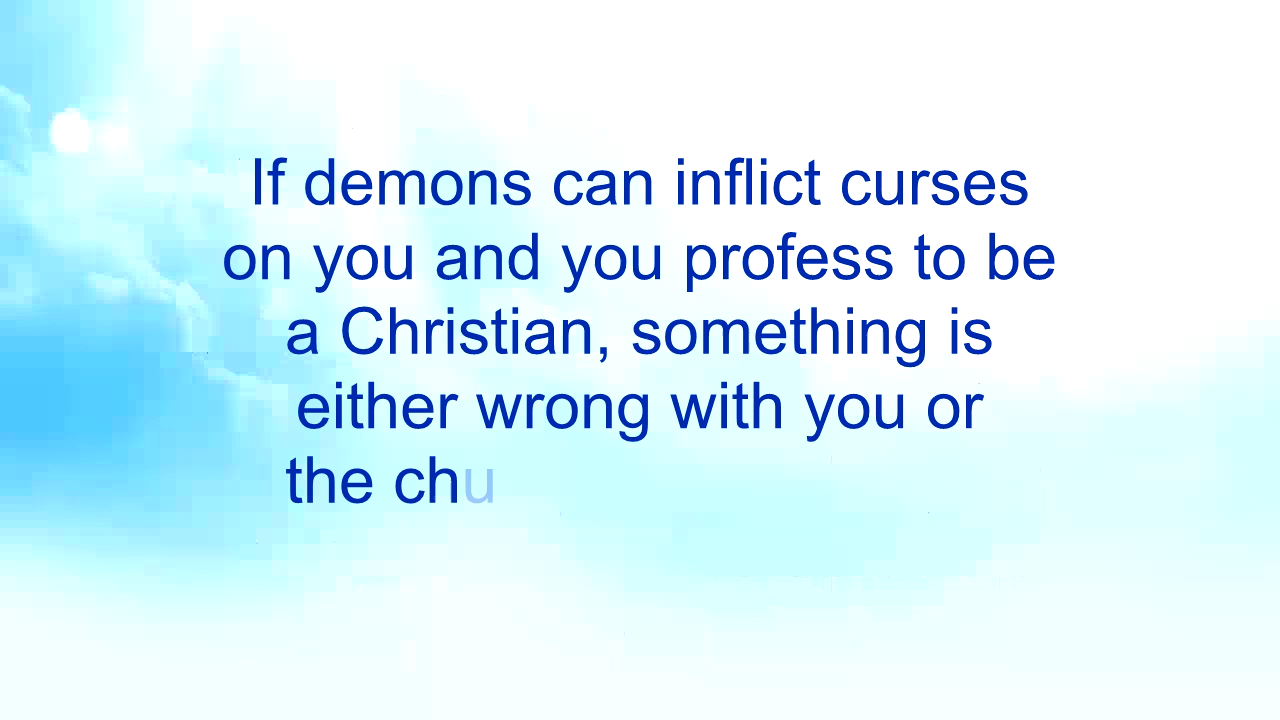 If demons can inflict curses
on you and you profess to be
a Christian, something is
either wrong with you or
the chu